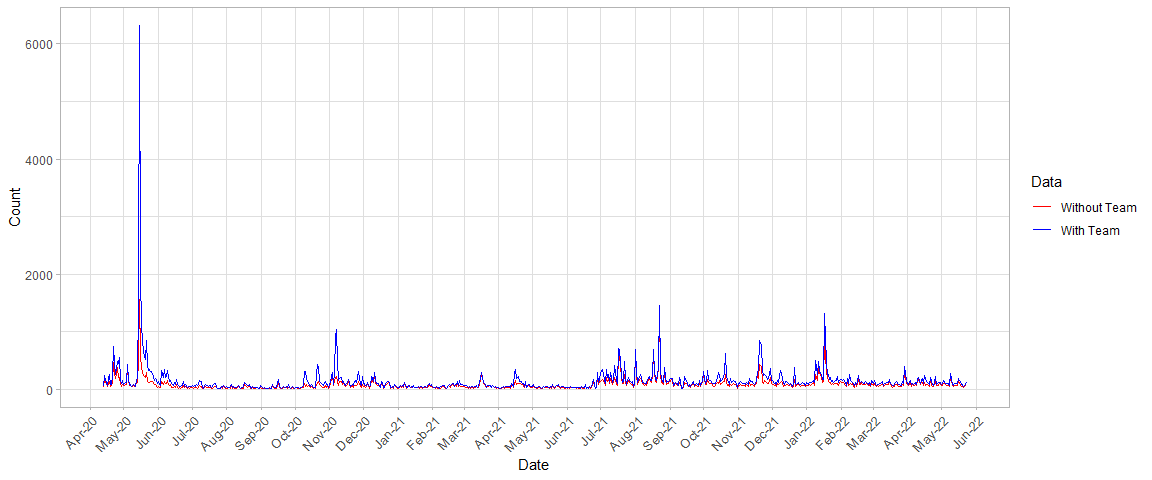 6000
4000
2000
0
Count
Apr-20
May-20
Jun-20
Jul-20
Aug-20
Sep-20
Oct-20
Nov-20
Dec-20
Jan-21
Feb-21
Mar-21
Apr-21
May-21
Jun-21
Jul-21
Aug-21
Sep-21
Oct-21
Nov-21
Dec-21
Jan-22
Feb-22
Mar-22
Apr-22
May-22
Jun-22
Date
Data
Without Team
With Team